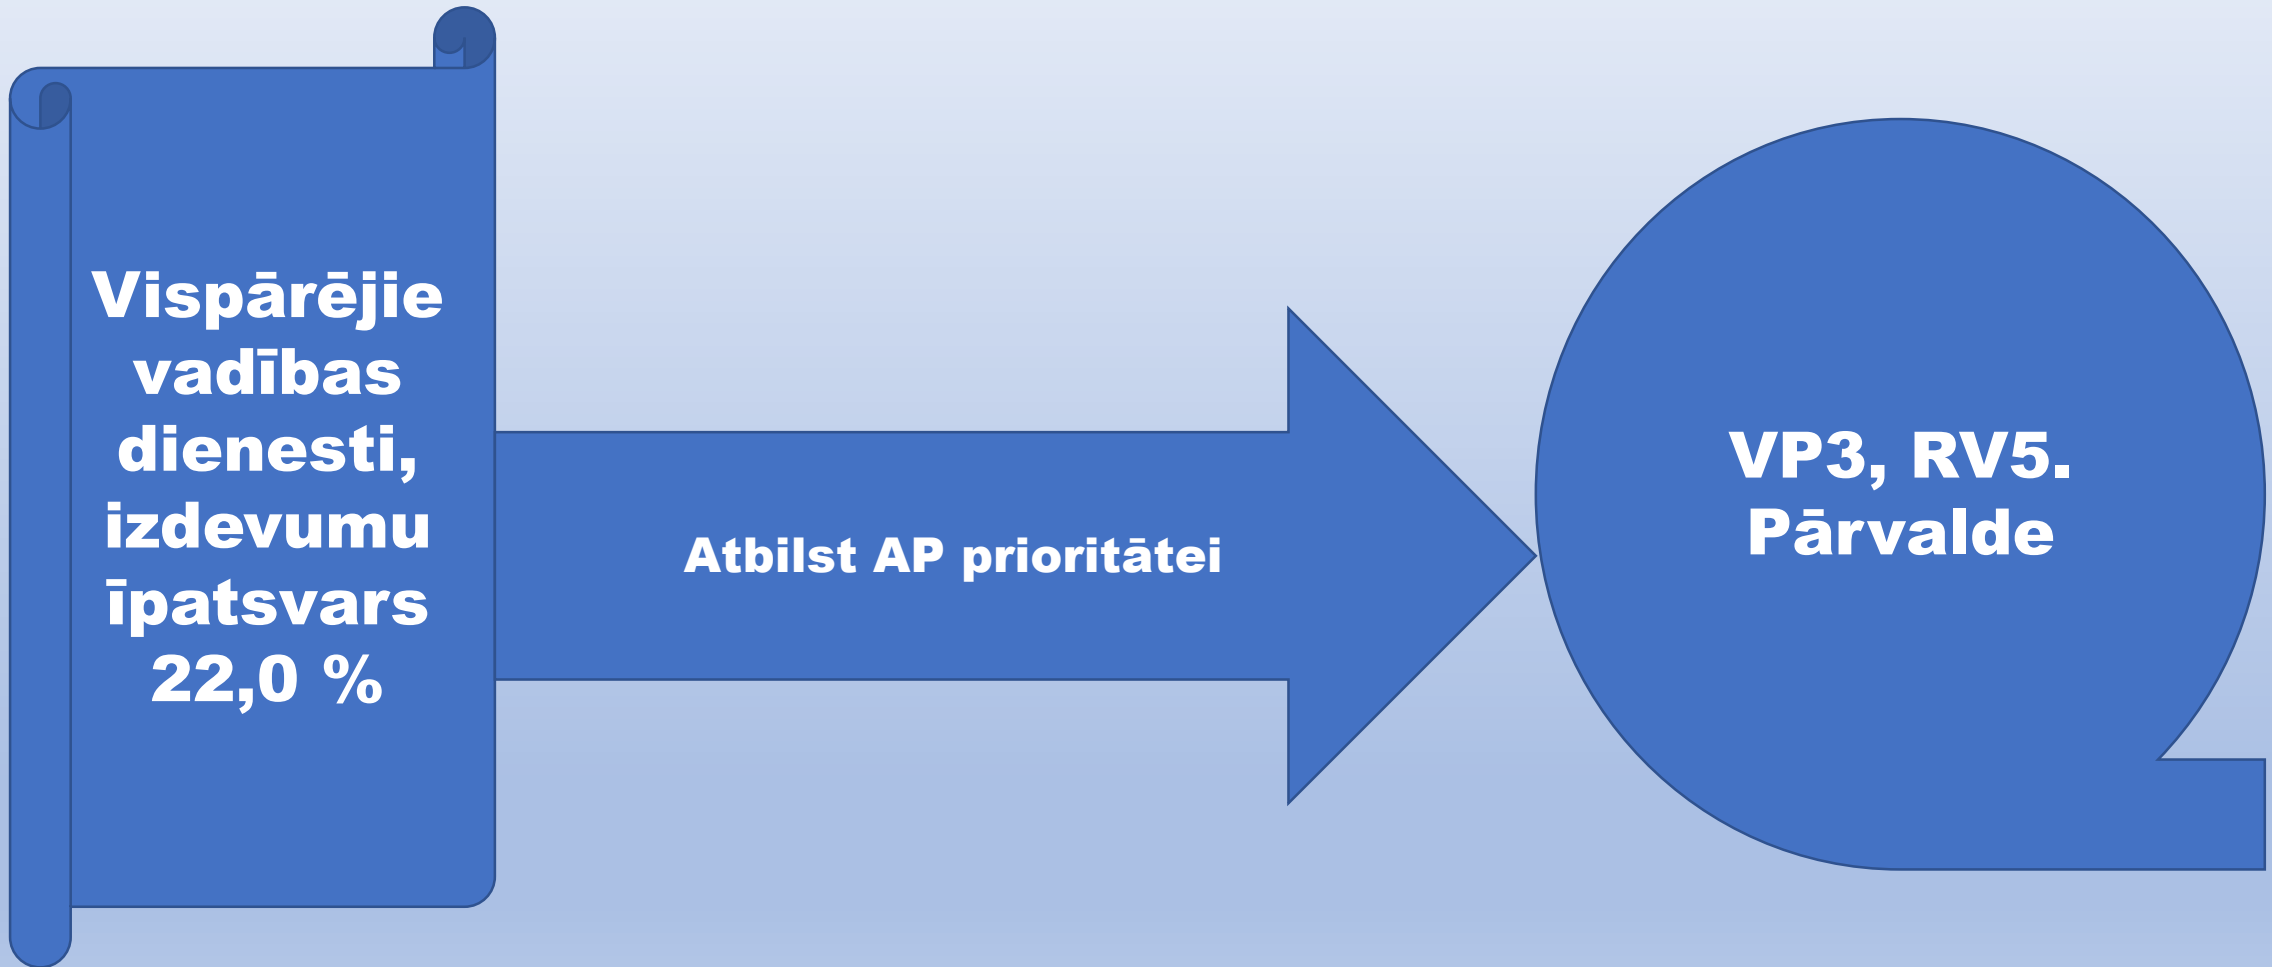 Vispārējie
vadības
dienesti,
izdevumu
īpatsvars
22,0 %
Atbilst AP prioritātei
VP3, RV5.
Pārvalde